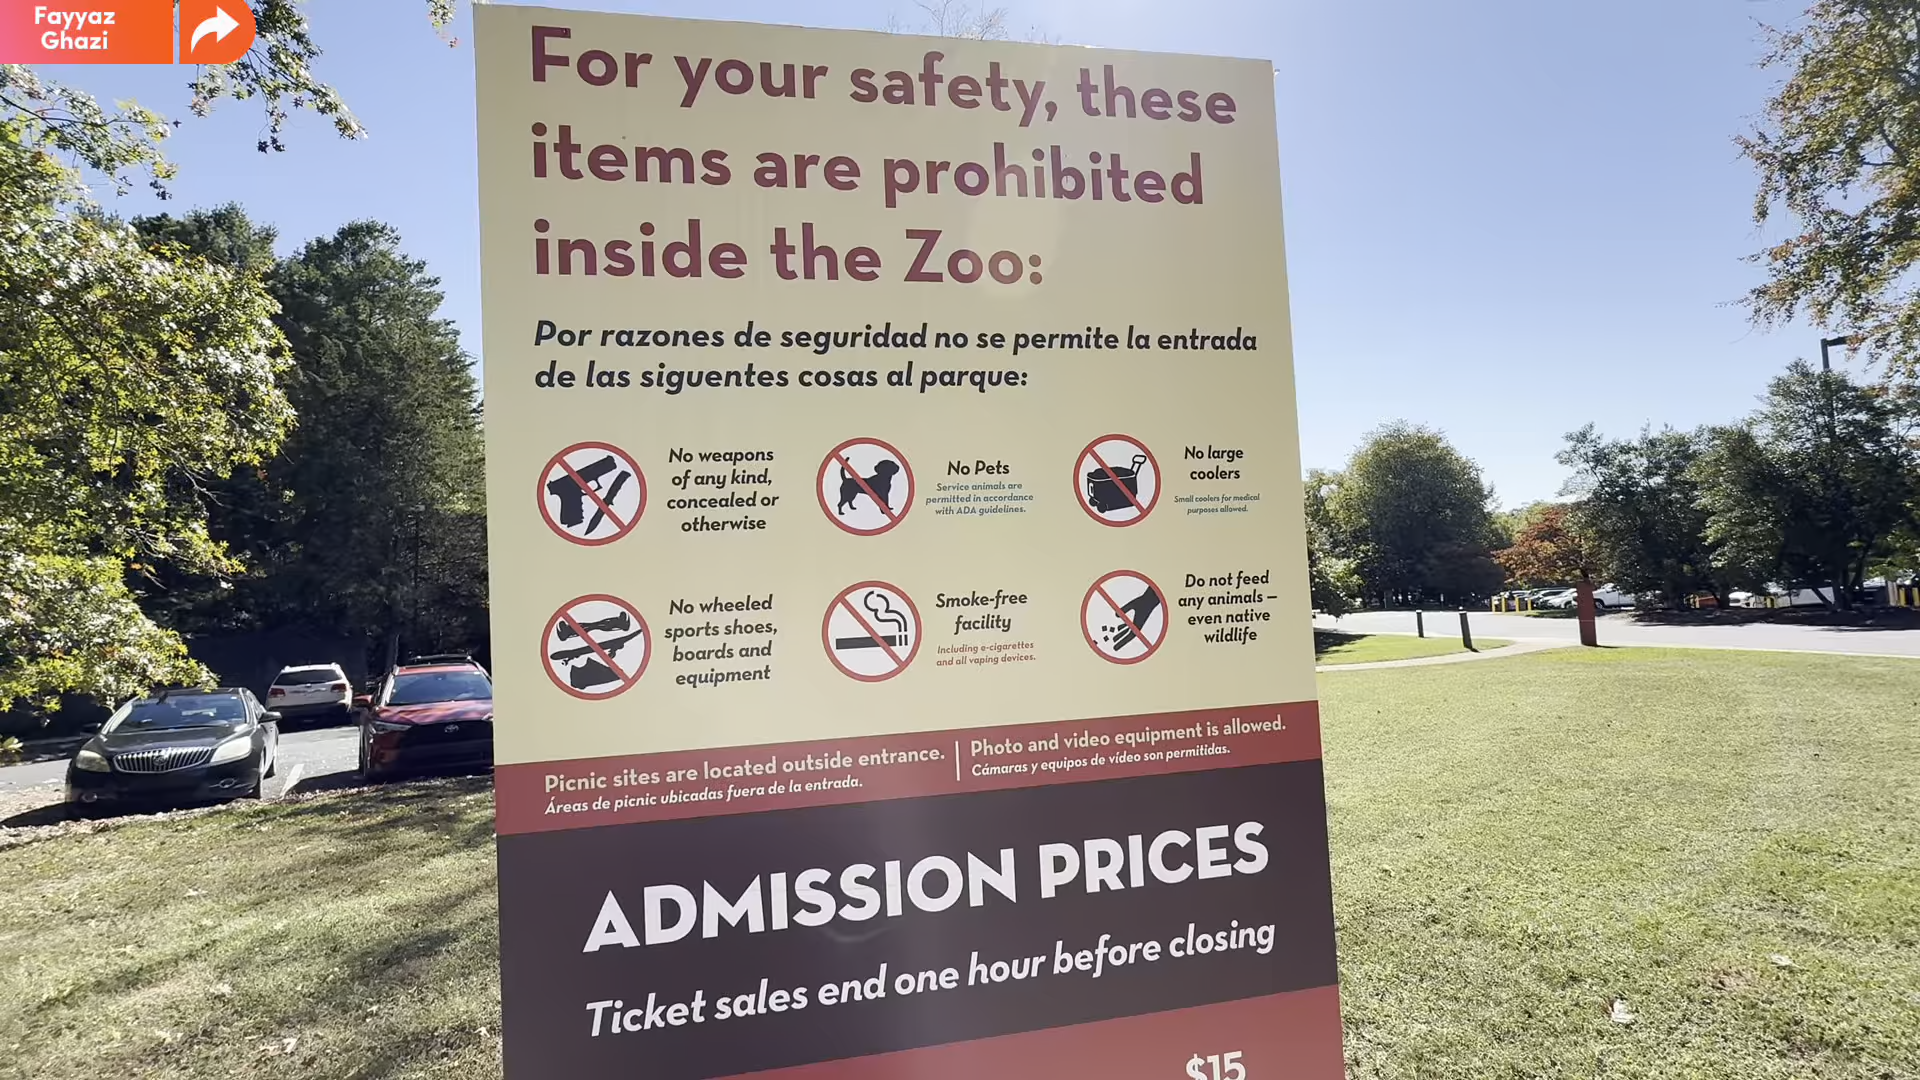 Fayyaz
Ghazi
For your safety, these
items are prohibited
inside the Zoo:
Por razones de seguridad no se permite la entrada
de las siguentes cosas al parque:
No weapons
of any kind,
concealed or
otherwise
No Pets
Service animals are
permitted in accordance
with ADA guidelines.
No large
coolers
Small coolers for medical
purposes allowed.
No wheeled
sports shoes,
boards and
equipment
Smoke-free
facility
Including e-cigarettes
and all vaping devices.
Do not feed
any animals –
even native
wildlife
Picnic sites are located outside entrance.
Áreas de picnic ubicadas fuera de la entrada.
Photo and video equipment is allowed.
Cámaras y equipos de vídeo son permitidas.
ADMISSION PRICES
Ticket sales end one hour before closing
$15